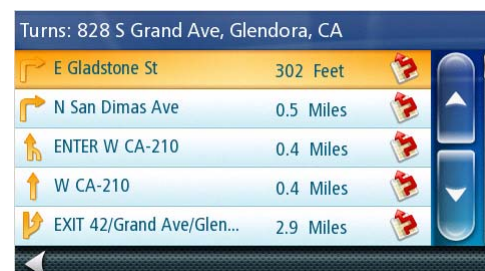 Turns: 828 S Grand Ave, Glendora, CA
E Gladstone St 302 Feet
N San Dimas Ave 0.5 Miles
ENTER W CA-210 0.4 Miles
W CA-210 0.4 Miles
EXIT 42/Grand Ave/Glen... 2.9 Miles